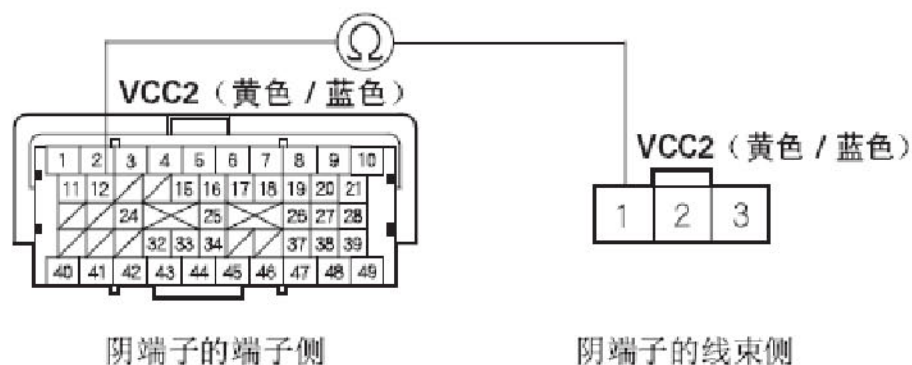 Ω
VCC2（黄色 / 蓝色）
1 2 3 4 5 6 7 8 9 10
11 12 15 16 17 18 19 20 21
24 25 26 27 28
32 33 34 37 38 39
40 41 42 43 44 45 46 47 48 49
阴端子的端子侧
VCC2（黄色 / 蓝色）
1 2 3
阴端子的线束侧